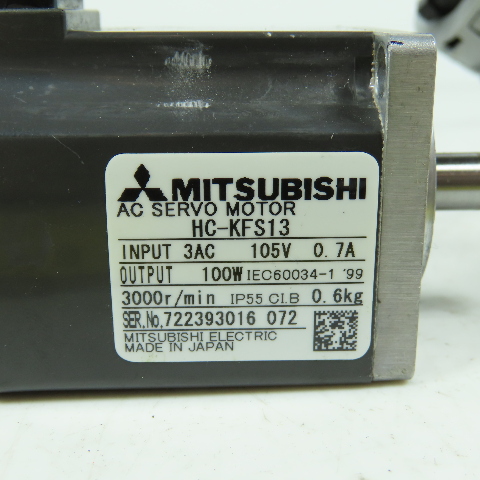 MITSUBISHI
AC SERVO MOTOR
HC-KFS13
INPUT 3AC 105V 0.7A
OUTPUT 100W IEC60034-1 '99
3000r/min IP55 CI.B 0.6kg
SER.No.722393016 072
MITSUBISHI ELECTRIC
MADE IN JAPAN